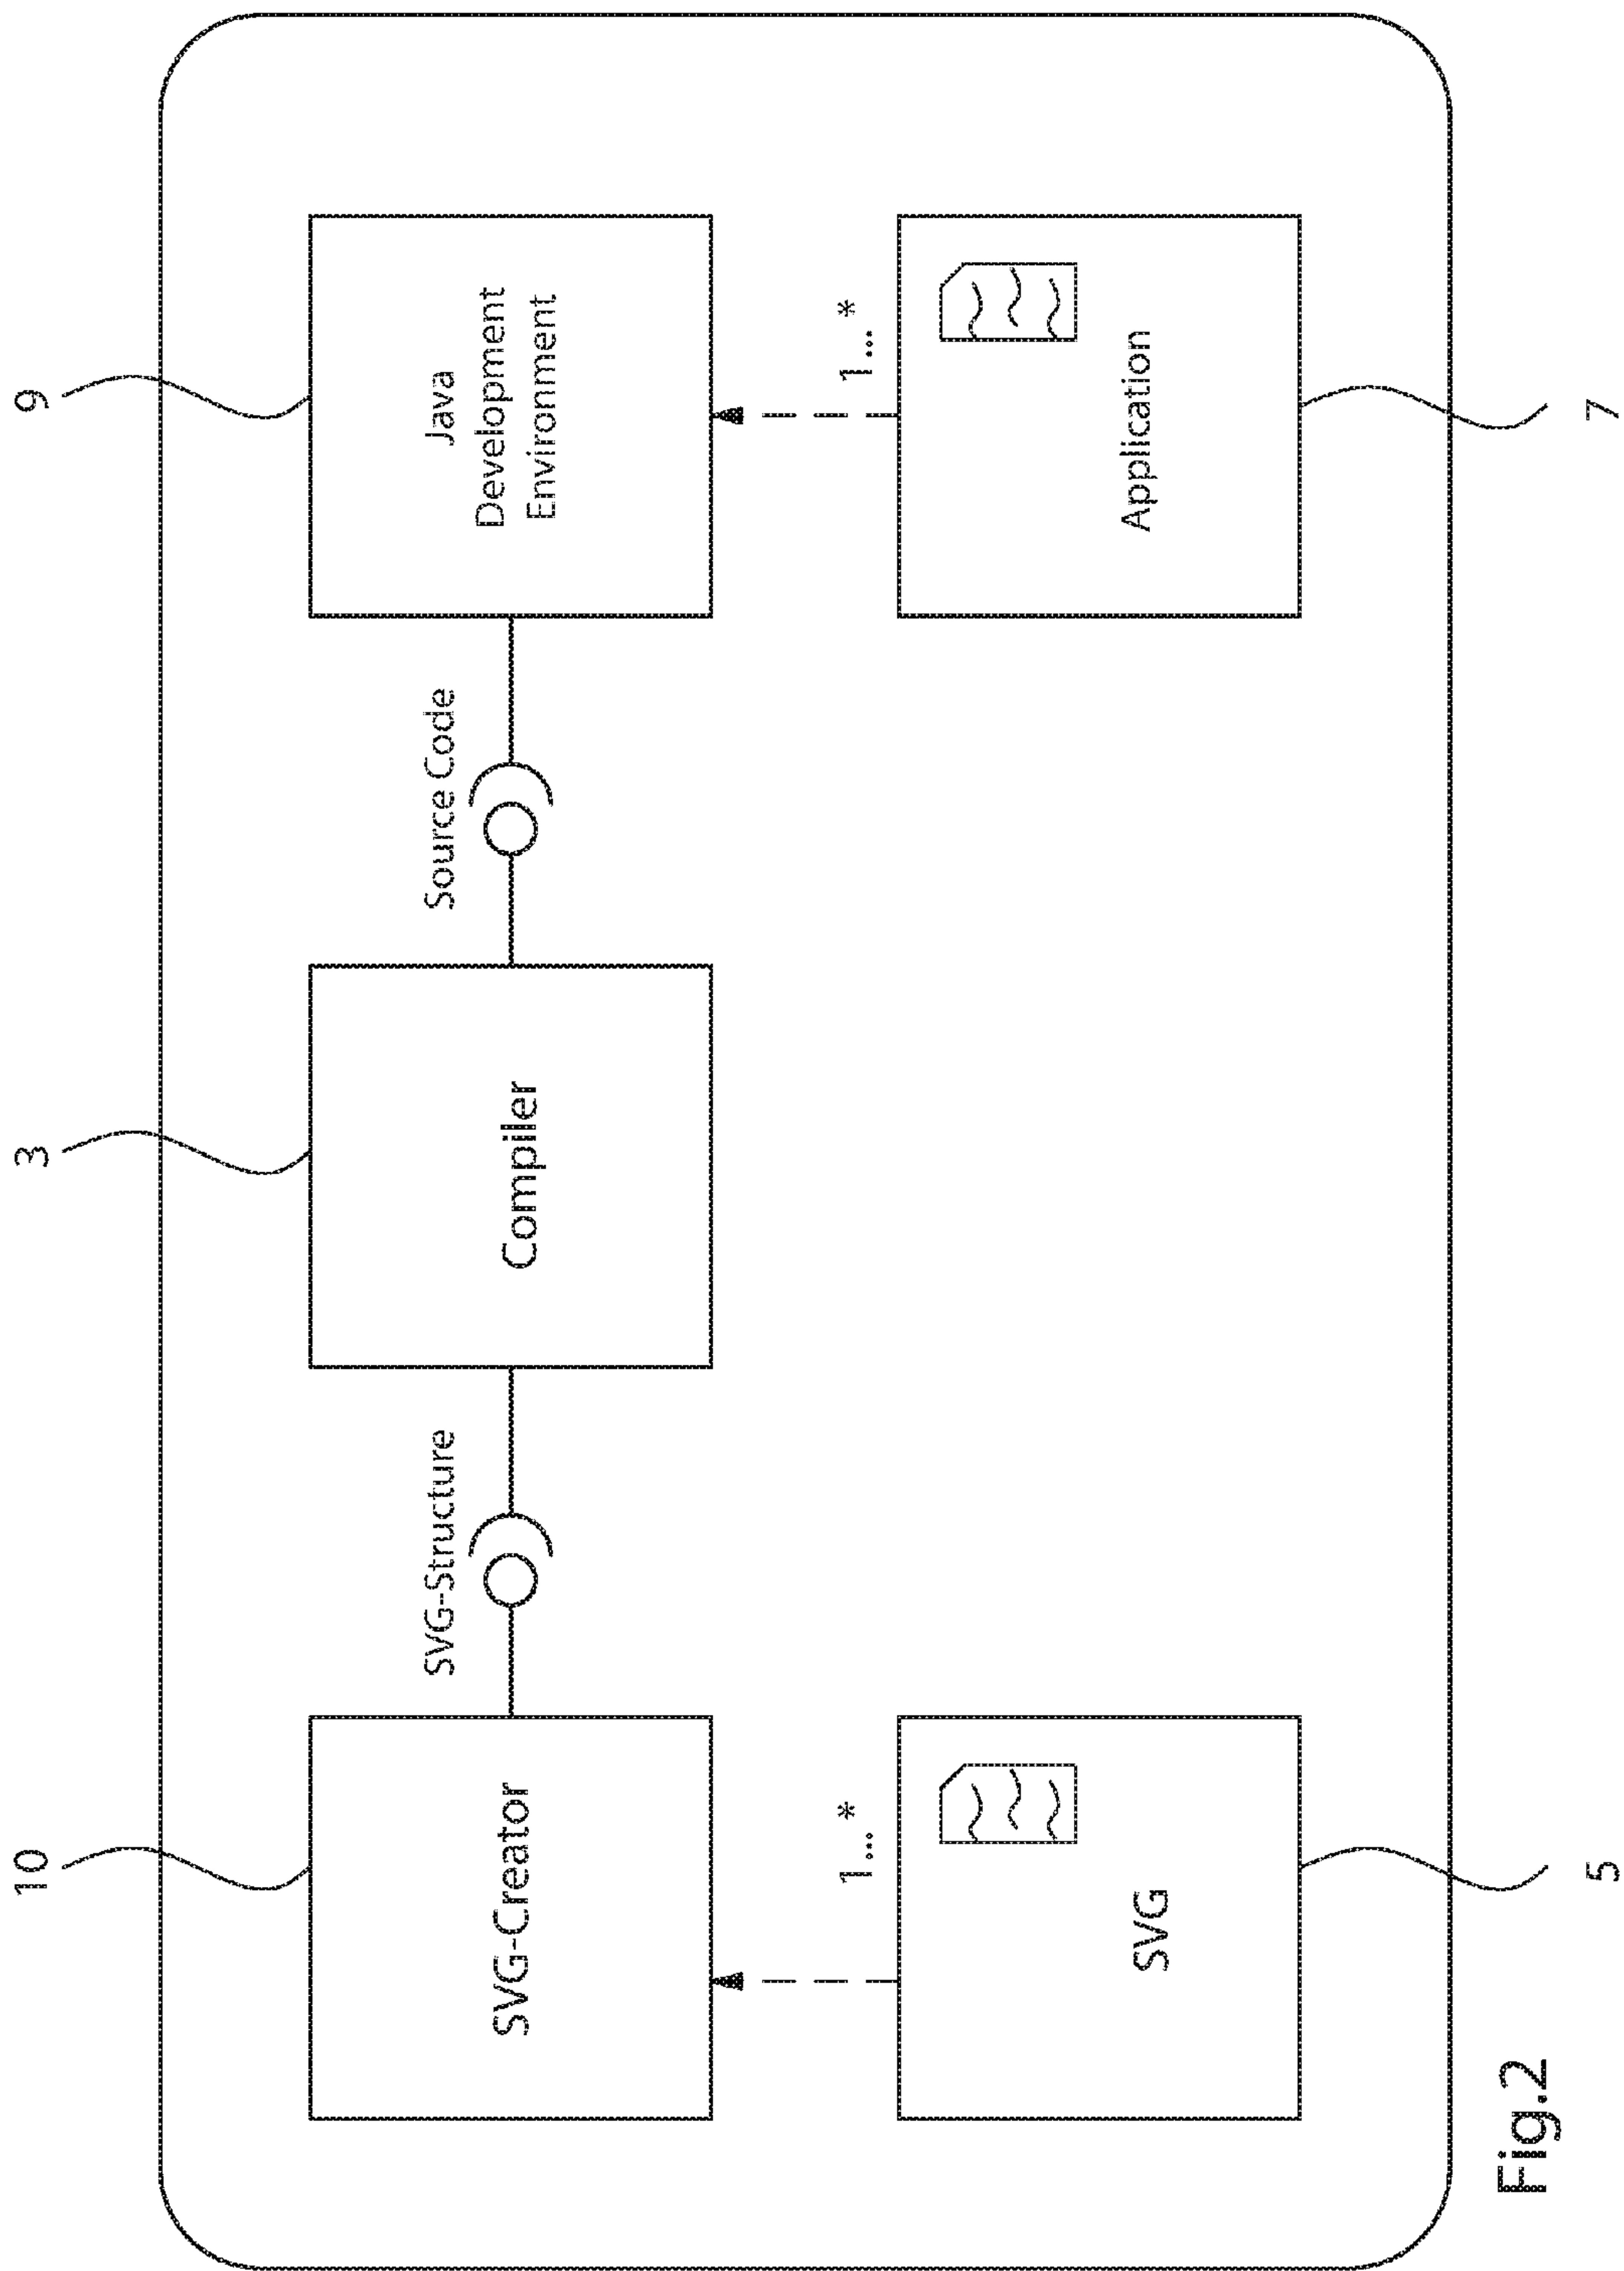 10
3
9
SVG-Creator
SVG-Structure
Compiler
Source Code
Java
Development
Environment
1...*
1...*
SVG
Application
5
7
Fig.2